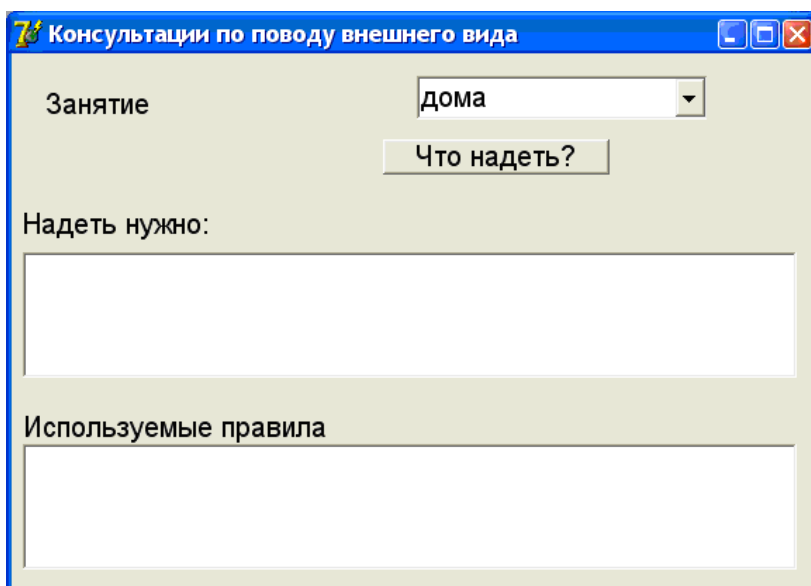 Консультации по поводу внешнего вида
Занятие
дома
Что надеть?
Надеть нужно:
Используемые правила